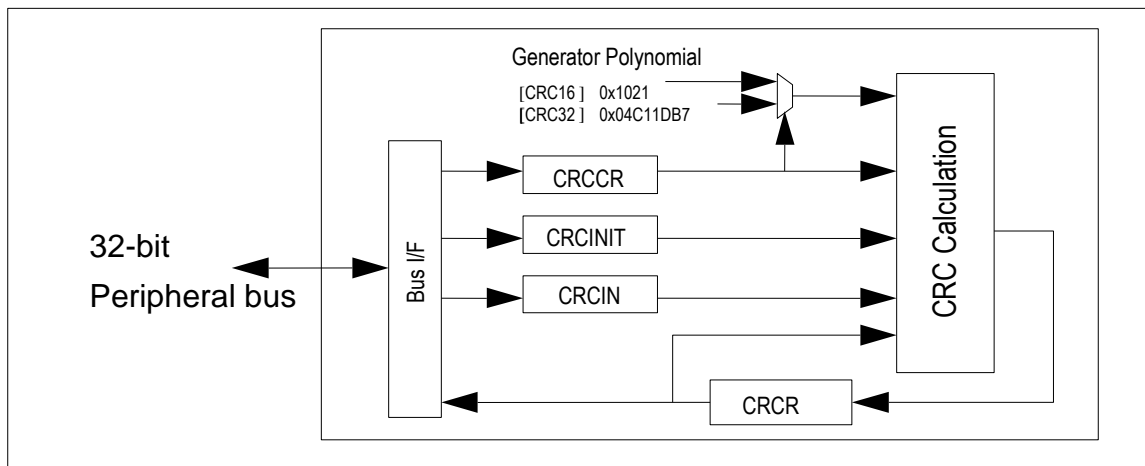 Generator Polynomial
[CRC16] 0x1021
[CRC32] 0x04C11DB7
CRCCR
CRCINIT
CRCIN
CRCR
32-bit
Peripheral bus
Bus I/F
CRC Calculation